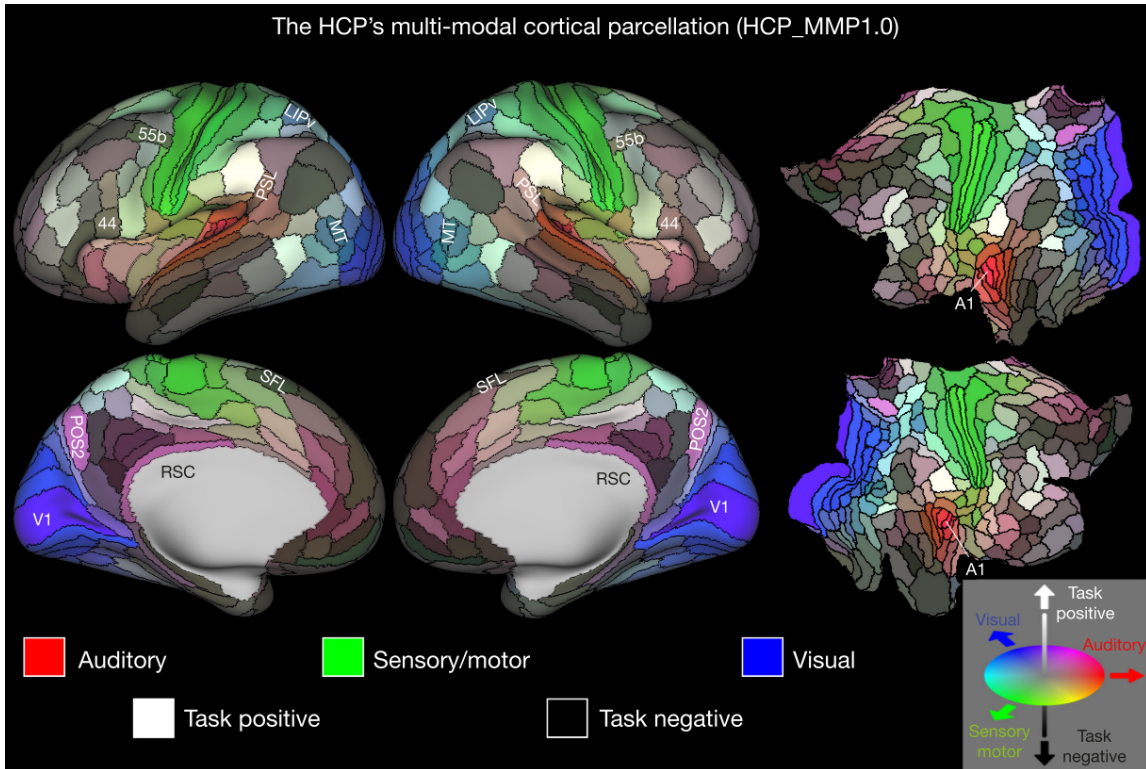 The HCP's multi-modal cortical parcellation (HCP_MMP1.0)
LIPv
55b
PSL
44
MT
LIPv
55b
PSL
44
MT
A1
SFL
POS2
RSC
V1
SFL
POS2
RSC
V1
A1
Auditory
Sensory/motor
Visual
Task positive
Task negative
Task
positive
Visual
Auditory
Sensory
motor
Task
negative